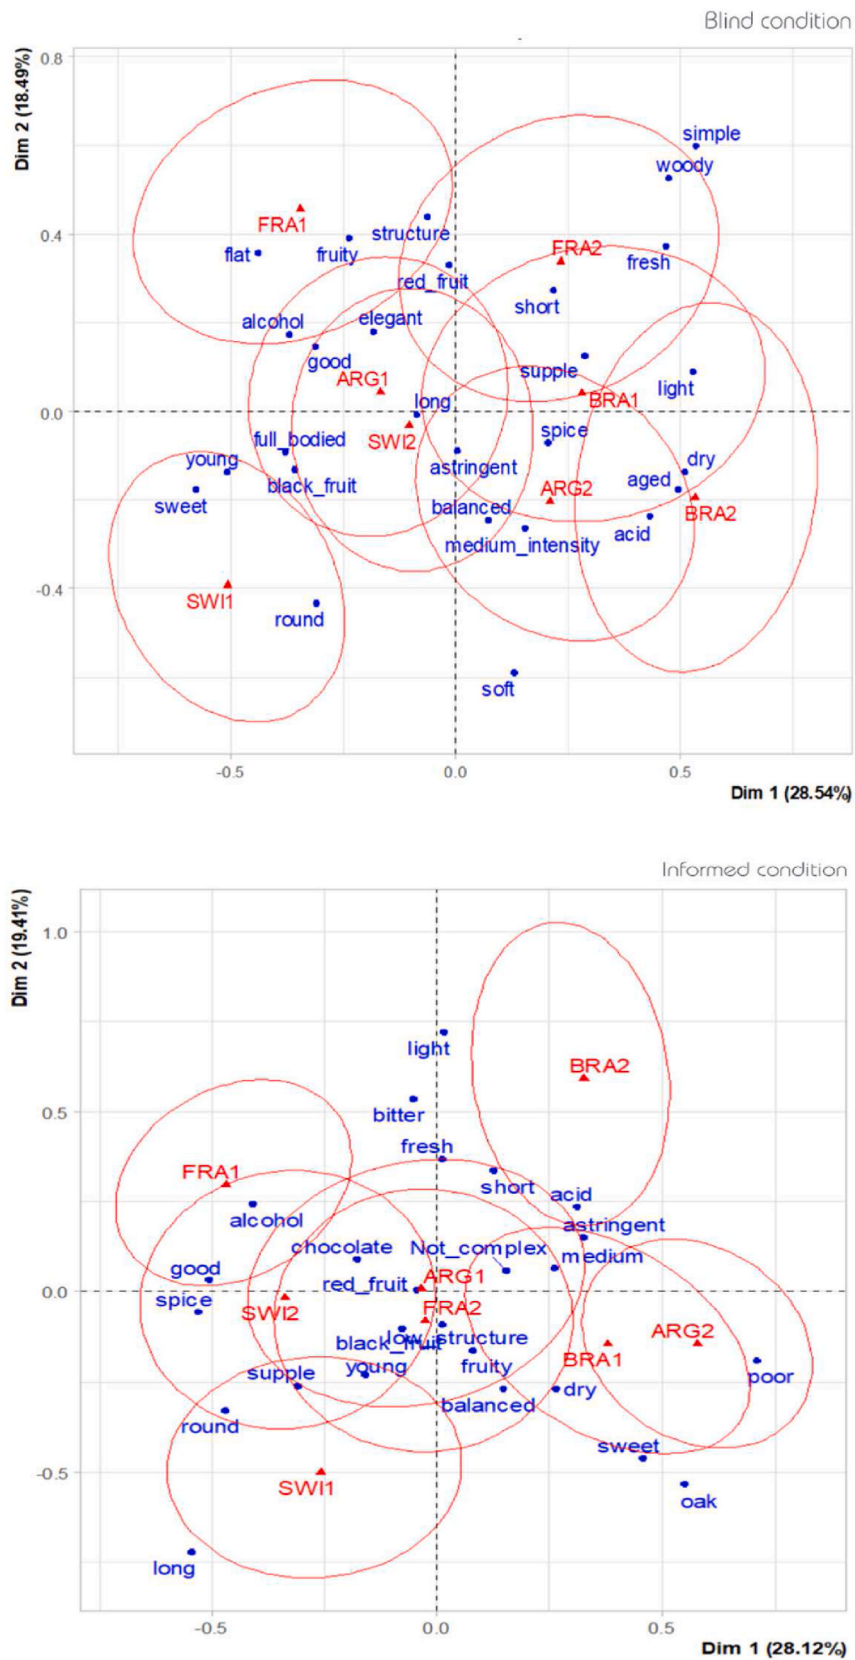 Blind condition
Dim 2 (18.49%)
0.8
simple
woody
FRA1
structure
0.4
flat
fruity
FRA2
fresh
red_fruit
short
alcohol
elegant
good
supple
light
ARG1
long
BRA1
0.0
full_bodied
SWI2
spice
young
astringent
dry
black_fruit
aged
sweet
ARG2
balanced
BRA2
acid
medium_intensity
-0.4
SWI1
round
soft
-0.5
0.0
0.5
Dim 1 (28.54%)
Informed condition
Dim 2 (19.41%)
1.0
light
BRA2
0.5
bitter
fresh
FRA1
short
acid
alcohol
astringent
chocolate
Not_complex
medium
good
red_fruit
ARG1
0.0
spice
SWI2
FRA2
ARG2
low_structure
black_fruit
BRA1
supple
young
fruity
poor
dry
balanced
round
sweet
-0.5
SWI1
oak
long
-0.5
0.0
0.5
Dim 1 (28.12%)